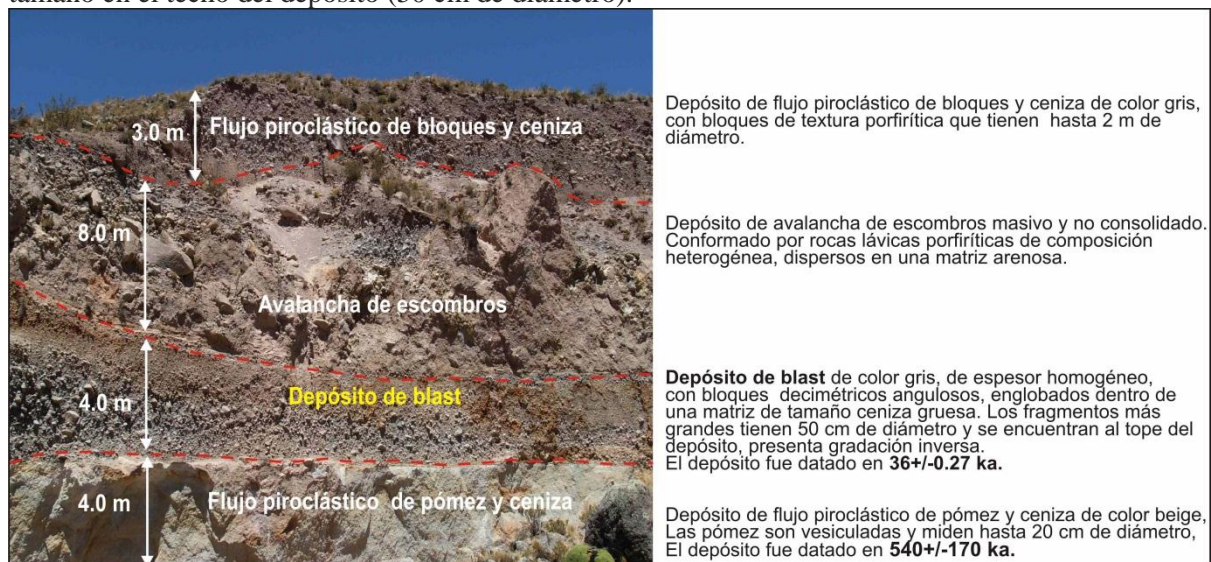 tamaño en el techo del depósito (50 cm de diámetro).
3.0 m
Flujo piroclástico de bloques y ceniza
8.0 m
Avalancha de escombros
Depósito de blast
4.0 m
4.0 m
Flujo piroclástico de pómez y ceniza
Depósito de flujo piroclástico de bloques y ceniza de color gris,
con bloques de textura porfirítica que tienen hasta 2 m de
diámetro.
Depósito de avalancha de escombros masivo y no consolidado.
Conformado por rocas lávicas porfiríticas de composición
heterogénea, dispersos en una matriz arenosa.
Depósito de blast de color gris, de espesor homogéneo,
con bloques decimétricos angulosos, englobados dentro de
una matriz de tamaño ceniza gruesa. Los fragmentos más
grandes tienen 50 cm de diámetro y se encuentran al tope del
depósito, presenta gradación inversa.
El depósito fue datado en 36+/-0.27 ka.
Depósito de flujo piroclástico de pómez y ceniza de color beige,
Las pómez son vesiculadas y miden hasta 20 cm de diámetro,
El depósito fue datado en 540+/-170 ka.